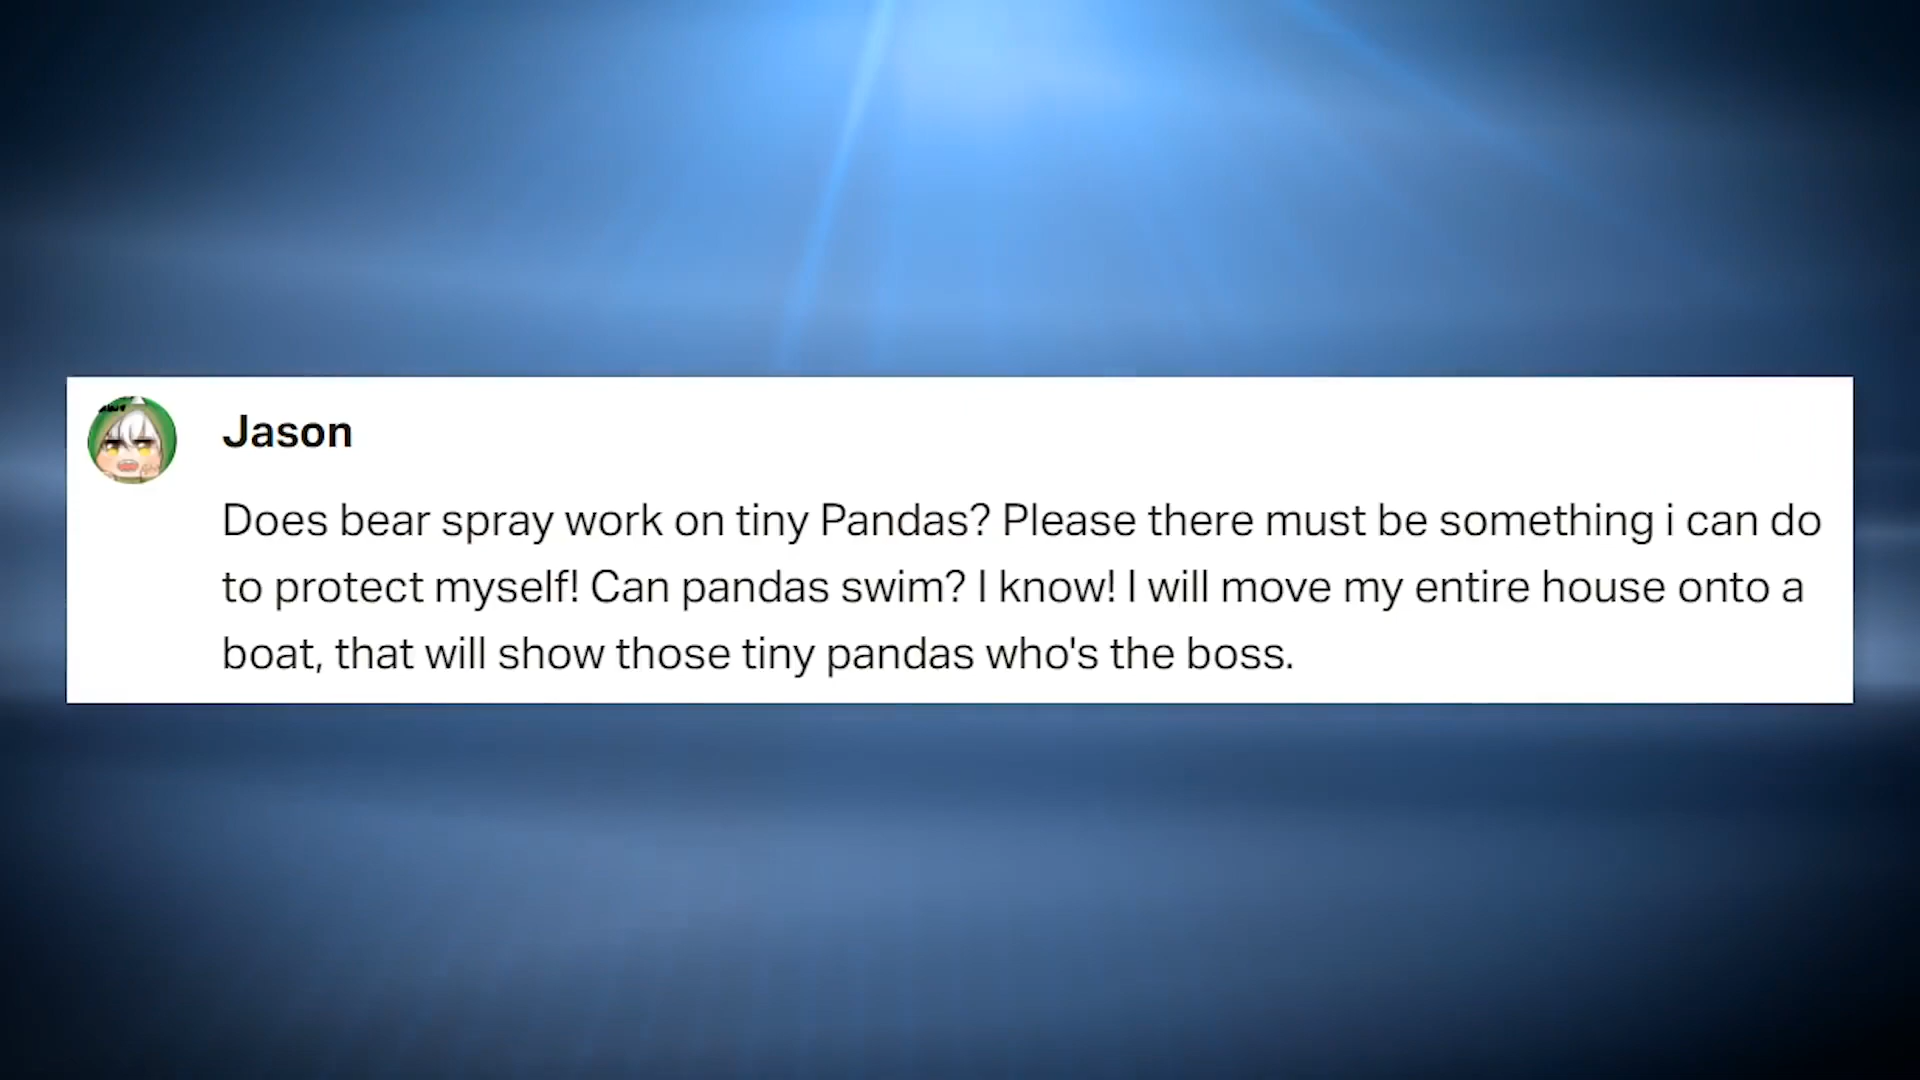 Jason
Does bear spray work on tiny Pandas? Please there must be something i can do
to protect myself! Can pandas swim? I know! I will move my entire house onto a
boat, that will show those tiny pandas who's the boss.